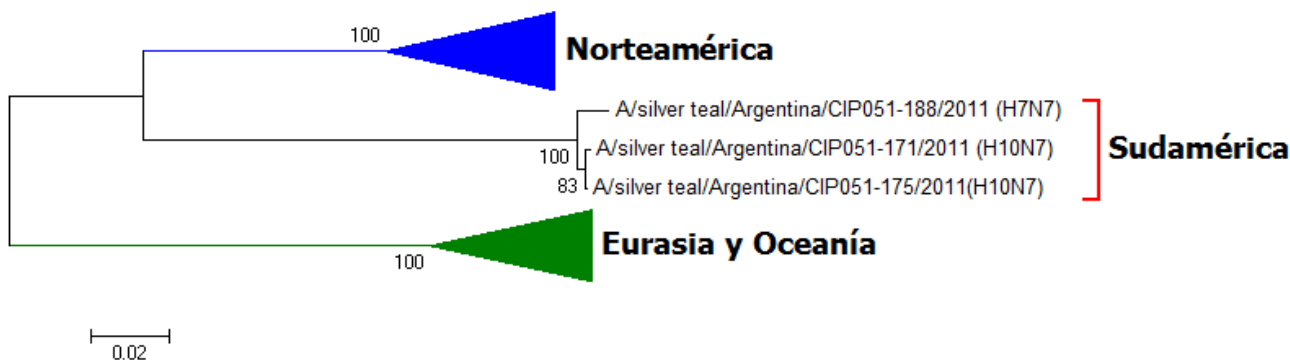 100
Norteamérica
A/silver teal/Argentina/CIP051-188/2011 (H7N7)
100
A/silver teal/Argentina/CIP051-171/2011 (H10N7)
Sudamérica
83
A/silver teal/Argentina/CIP051-175/2011(H10N7)
Eurasia y Oceanía
100
0.02